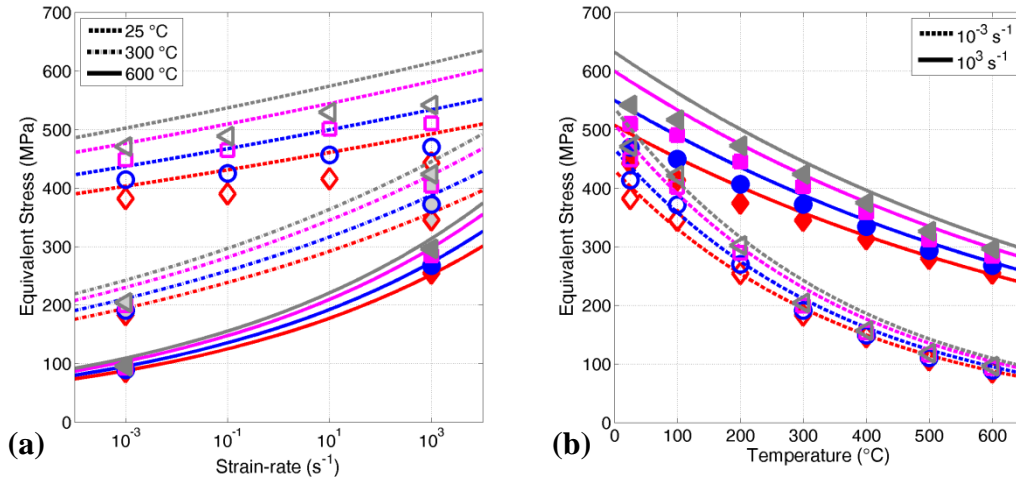 700
600
500
400
300
200
100
0
Equivalent Stress (MPa)
25 °C
300 °C
600 °C
10^-3
10^-1
10^1
10^3
Strain-rate (s^-1)
(a)
700
600
500
400
300
200
100
0
Equivalent Stress (MPa)
10^-3 s^-1
10^3 s^-1
0 100 200 300 400 500 600
Temperature (°C)
(b)